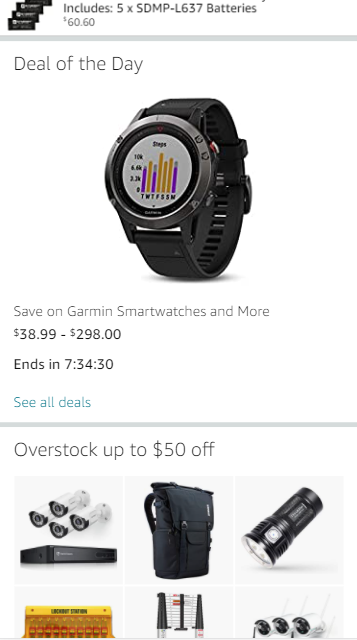 Includes: 5 x SDMP-L637 Batteries
$60.60
Deal of the Day
Steps
10k
6.6k
3.3k
0
T W T F S S M
GARMIN
Save on Garmin Smartwatches and More
$38.99 - $298.00
Ends in 7:34:30
See all deals
Overstock up to $50 off
LOCKOUT STATION